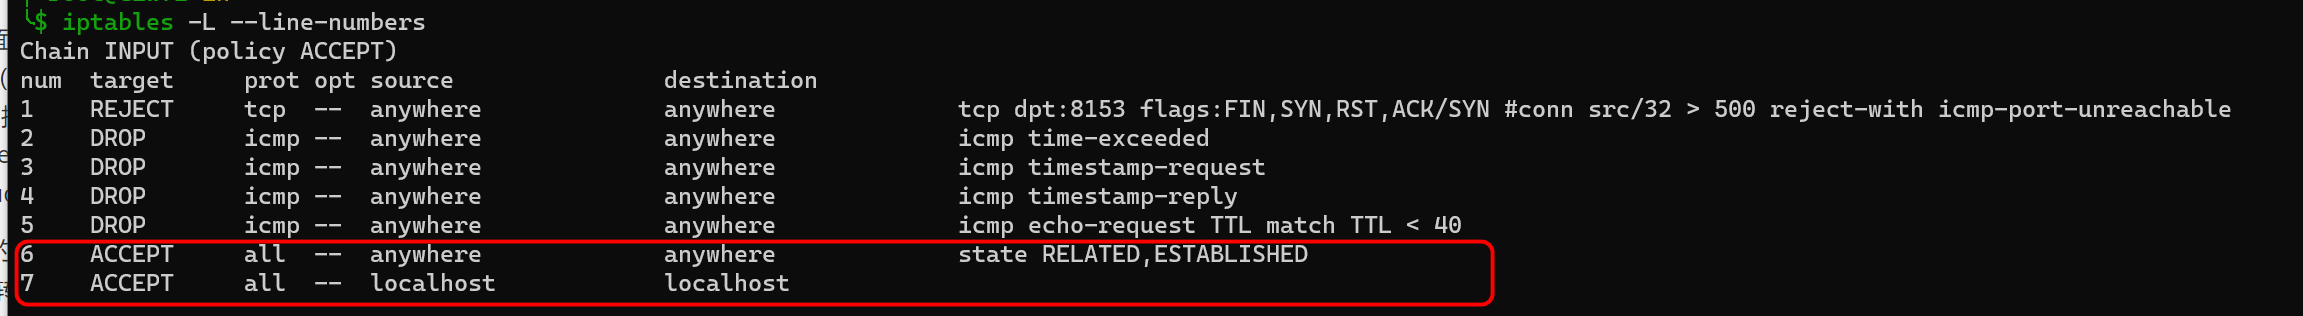 ╰$ iptables -L --line-numbers
Chain INPUT (policy ACCEPT)
num  target     prot opt source               destination
1    REJECT     tcp  --  anywhere             anywhere             tcp dpt:8153 flags:FIN,SYN,RST,ACK/SYN #conn src/32 > 500 reject-with icmp-port-unreachable
2    DROP       icmp --  anywhere             anywhere             icmp time-exceeded
3    DROP       icmp --  anywhere             anywhere             icmp timestamp-request
4    DROP       icmp --  anywhere             anywhere             icmp timestamp-reply
5    DROP       icmp --  anywhere             anywhere             icmp echo-request TTL match TTL < 40
6    ACCEPT     all  --  anywhere             anywhere             state RELATED,ESTABLISHED
7    ACCEPT     all  --  localhost            localhost